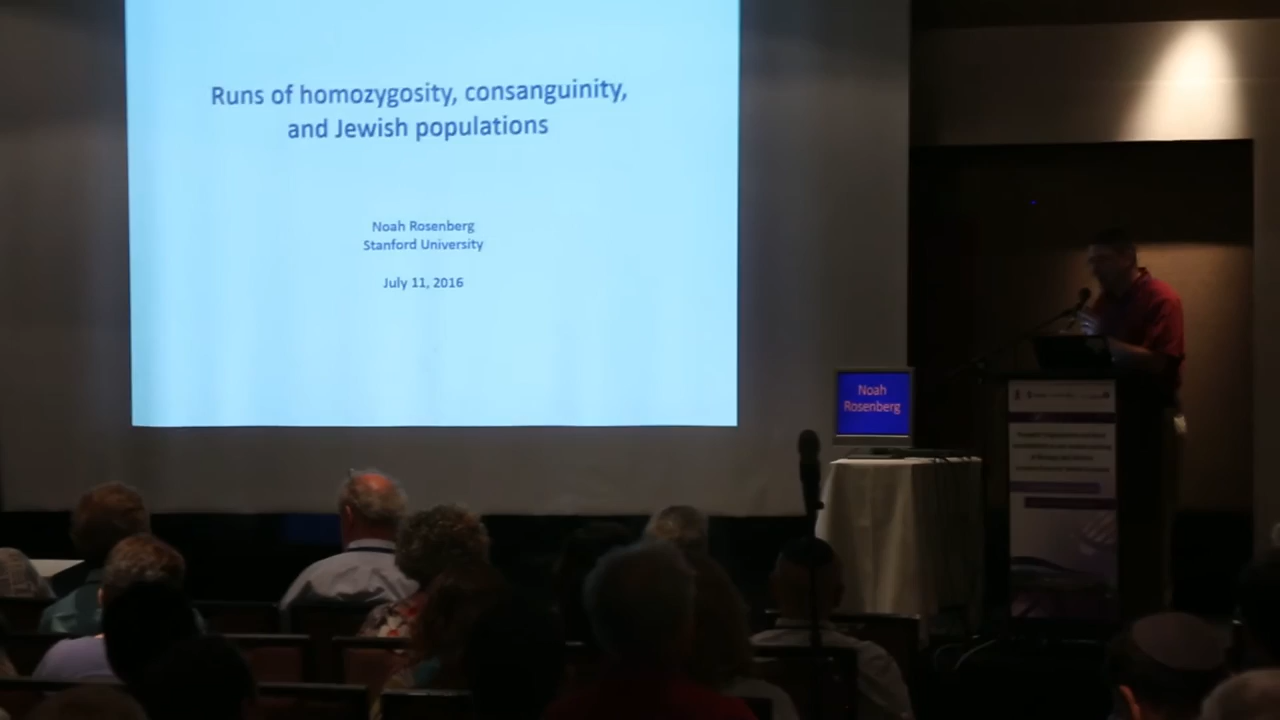 Runs of homozygosity, consanguinity,
and Jewish populations
Noah Rosenberg
Stanford University
July 11, 2016
Noah
Rosenberg